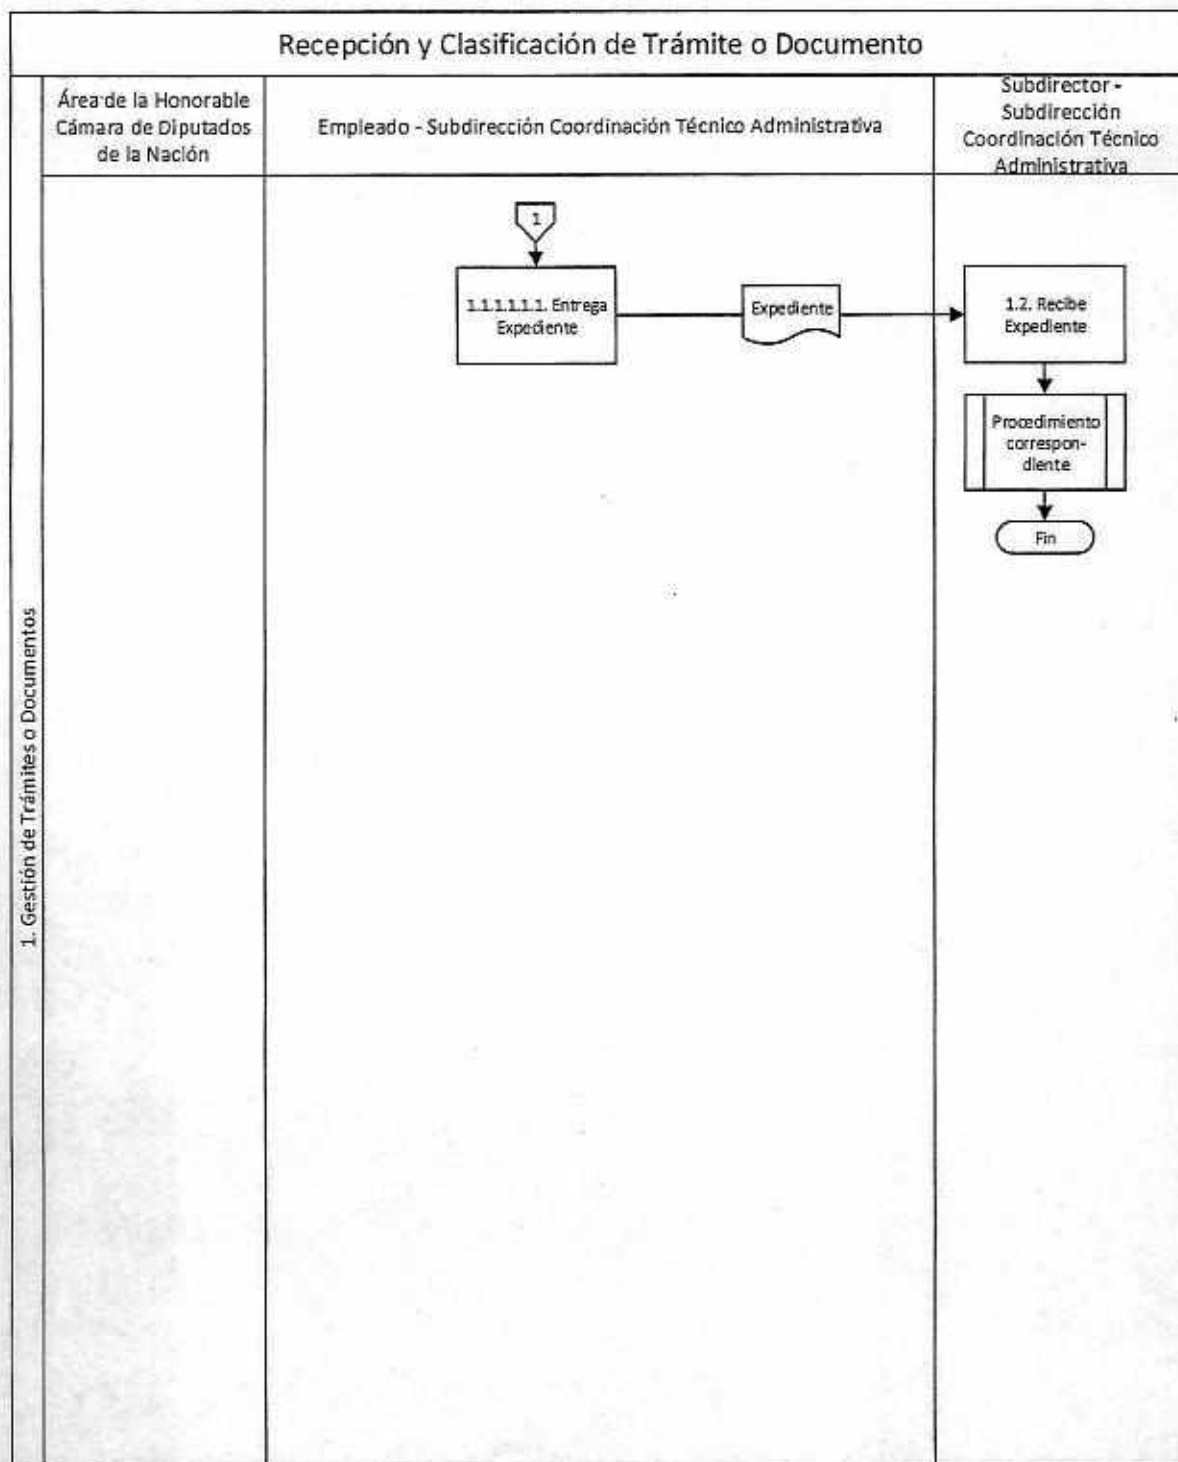 Recepción y Clasificación de Trámite o Documento
Área de la Honorable
Cámara de Diputados
de la Nación
Empleado - Subdirección Coordinación Técnico Administrativa
Subdirector -
Subdirección
Coordinación Técnico
Administrativa
1. Gestión de Trámites o Documentos
1
1.1.1.1.1.1. Entrega
Expediente
Expediente
1.2. Recibe
Expediente
Procedimiento
correspon-
diente
Fin